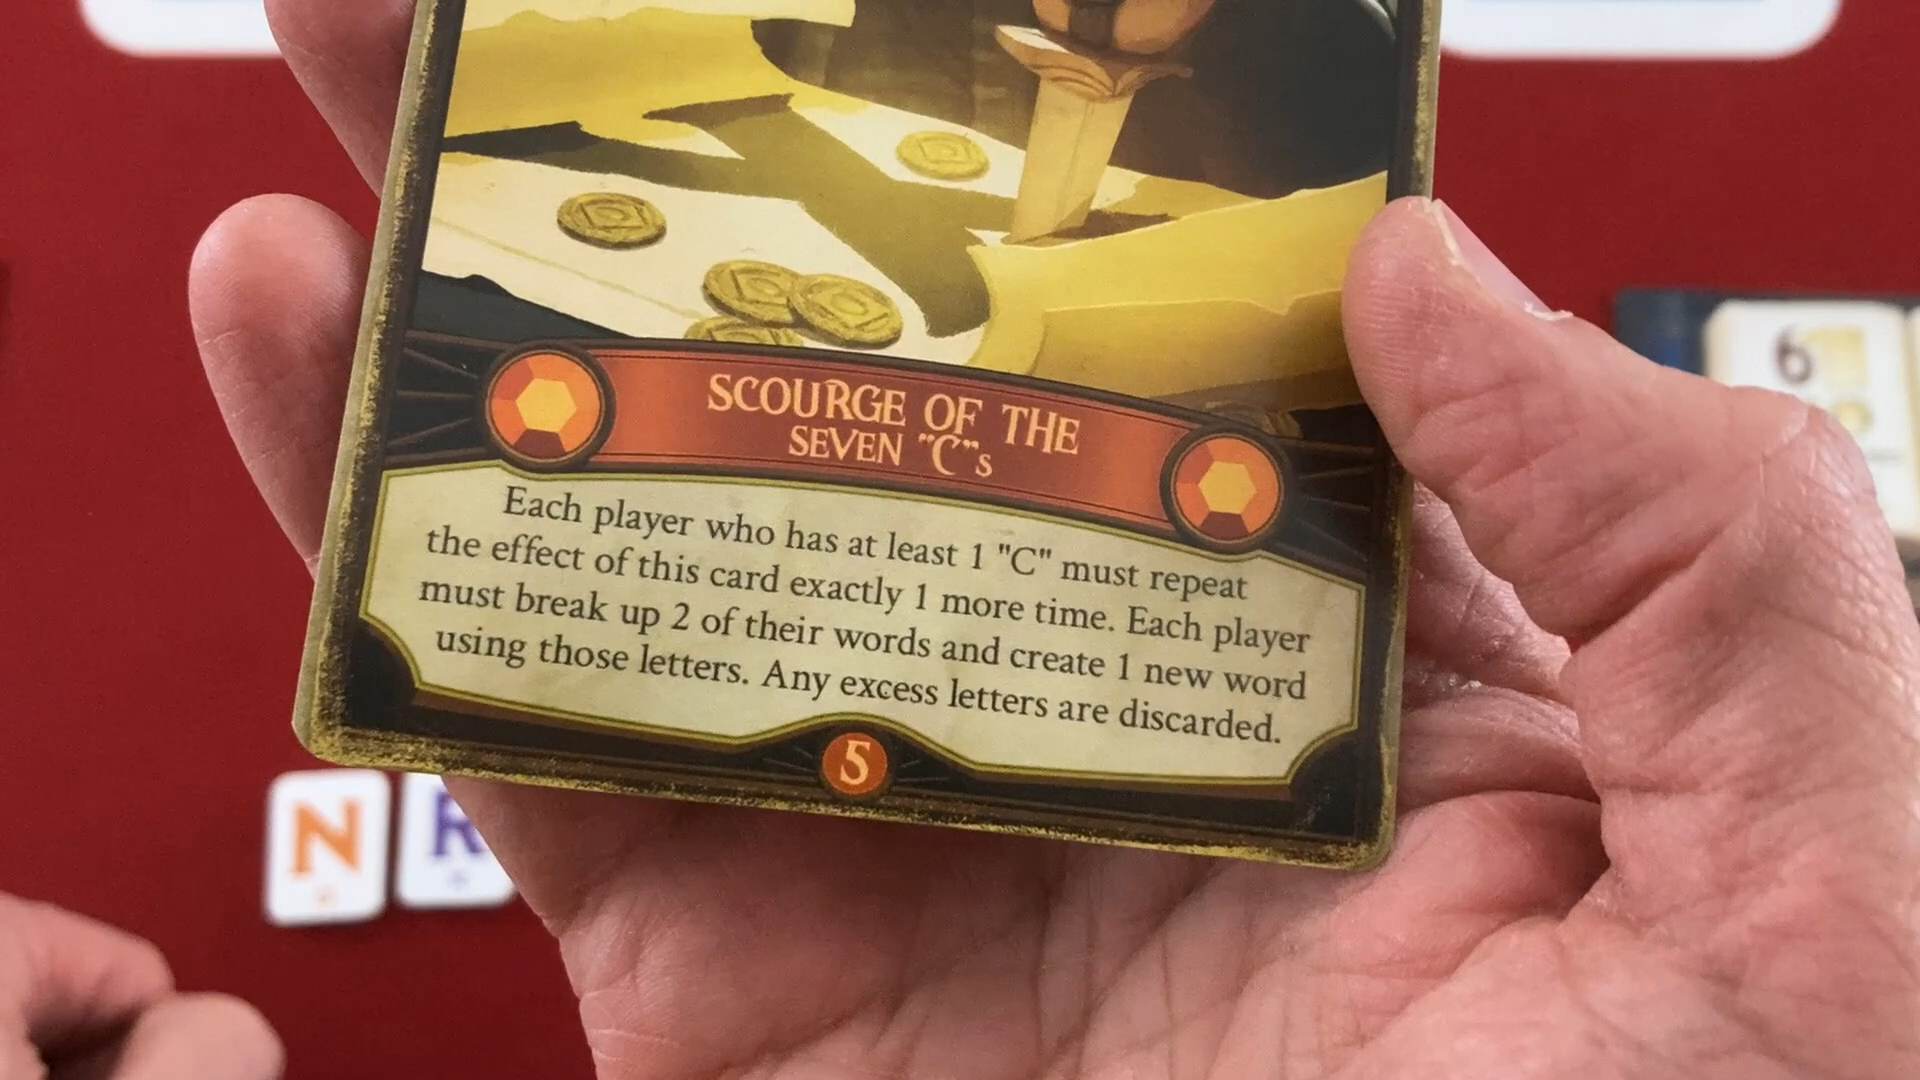 SCOURGE OF THE
SEVEN "C"s
Each player who has at least 1 "C" must repeat
the effect of this card exactly 1 more time. Each player
must break up 2 of their words and create 1 new word
using those letters. Any excess letters are discarded.
5
N R
6